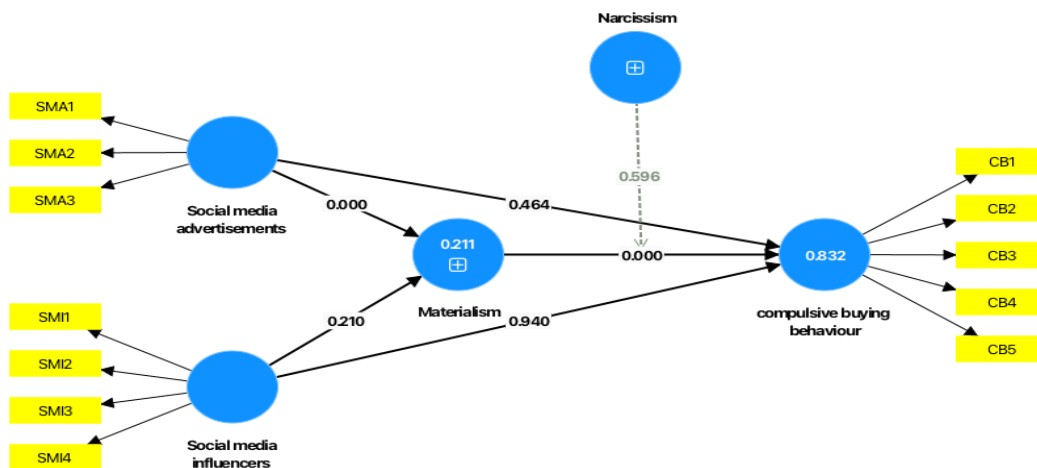 Narcissism
SMA1
SMA2
SMA3
Social media
advertisements
0.596
CB1
CB2
CB3
CB4
CB5
0.000
0.464
0.211
Materialism
0.000
0.832
compulsive buying
behaviour
0.210
0.940
SMI1
SMI2
SMI3
SMI4
Social media
influencers